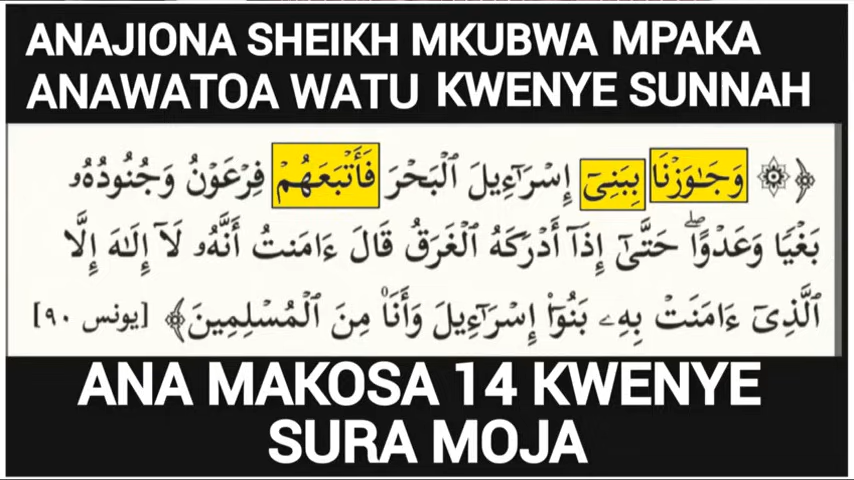 ANAJIONA SHEIKH MKUBWA MPAKA
ANAWATOA WATU KWENYE SUNNAH
﴿ ۞ وَجَـٰوَزْنَا بِبَنِىٓ إِسْرَٰٓءِيلَ ٱلْبَحْرَ فَأَتْبَعَهُمْ فِرْعَوْنُ وَجُنُودُهُۥ
بَغْيًا وَعَدْوًا ۖ حَتَّىٰٓ إِذَآ أَدْرَكَهُ ٱلْغَرَقُ قَالَ ءَامَنتُ أَنَّهُۥ لَآ إِلَـٰهَ إِلَّا
ٱلَّذِىٓ ءَامَنَتْ بِهِۦ بَنُوٓا۟ إِسْرَٰٓءِيلَ وَأَنَا۠ مِنَ ٱلْمُسْلِمِينَ﴾ [يونس ٩٠]
ANA MAKOSA 14 KWENYE
SURA MOJA